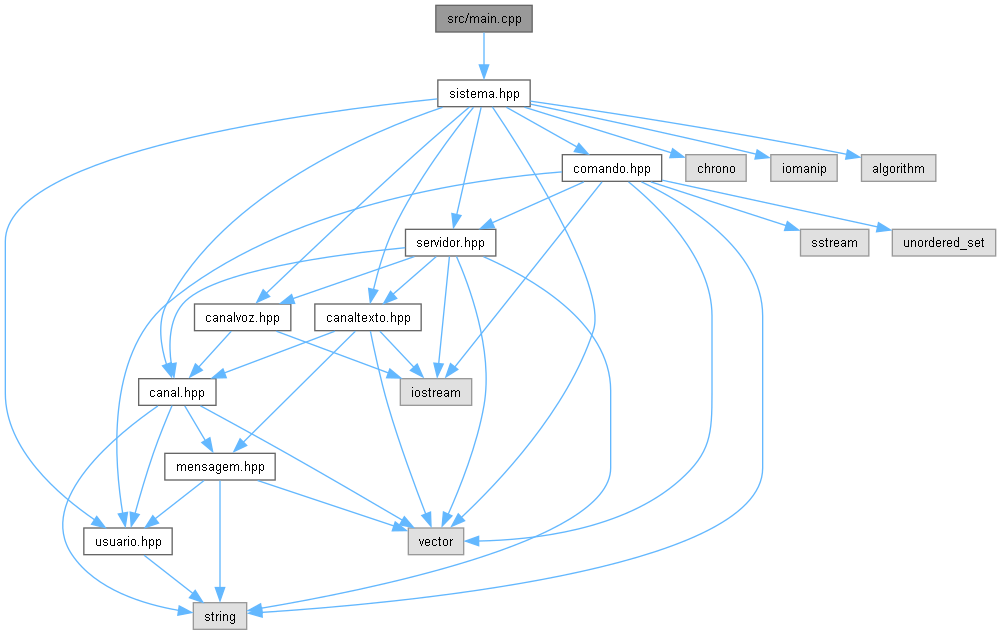 src/main.cpp
sistema.hpp
comando.hpp
chrono
iomanip
algorithm
servidor.hpp
sstream
unordered_set
canalvoz.hpp
canaltexto.hpp
canal.hpp
iostream
mensagem.hpp
usuario.hpp
vector
string